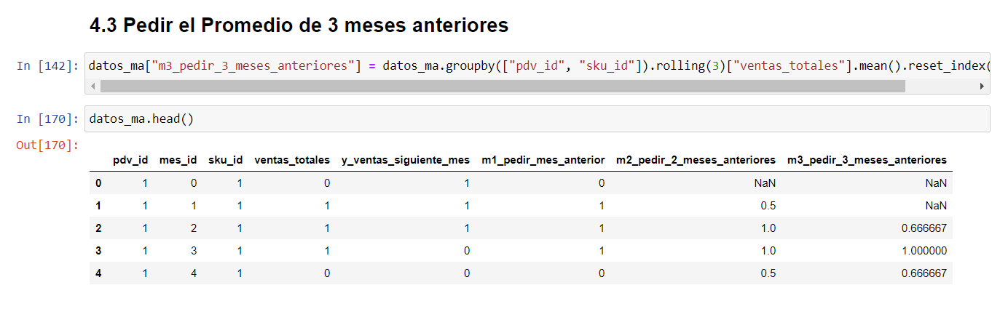 4.3 Pedir el Promedio de 3 meses anteriores
In [142]: datos_ma["m3_pedir_3_meses_anteriores"] = datos_ma.groupby(["pdv_id", "sku_id"]).rolling(3)["ventas_totales"].mean().reset_index(
In [170]: datos_ma.head()
Out[170]:
pdv_id mes_id sku_id ventas_totales y_ventas_siguiente_mes m1_pedir_mes_anterior m2_pedir_2_meses_anteriores m3_pedir_3_meses_anteriores
0 1 0 1 0 1 0 NaN NaN
1 1 1 1 1 1 1 0.5 NaN
2 1 2 1 1 1 1 1.0 0.666667
3 1 3 1 1 0 1 1.0 1.000000
4 1 4 1 0 0 0 0.5 0.666667